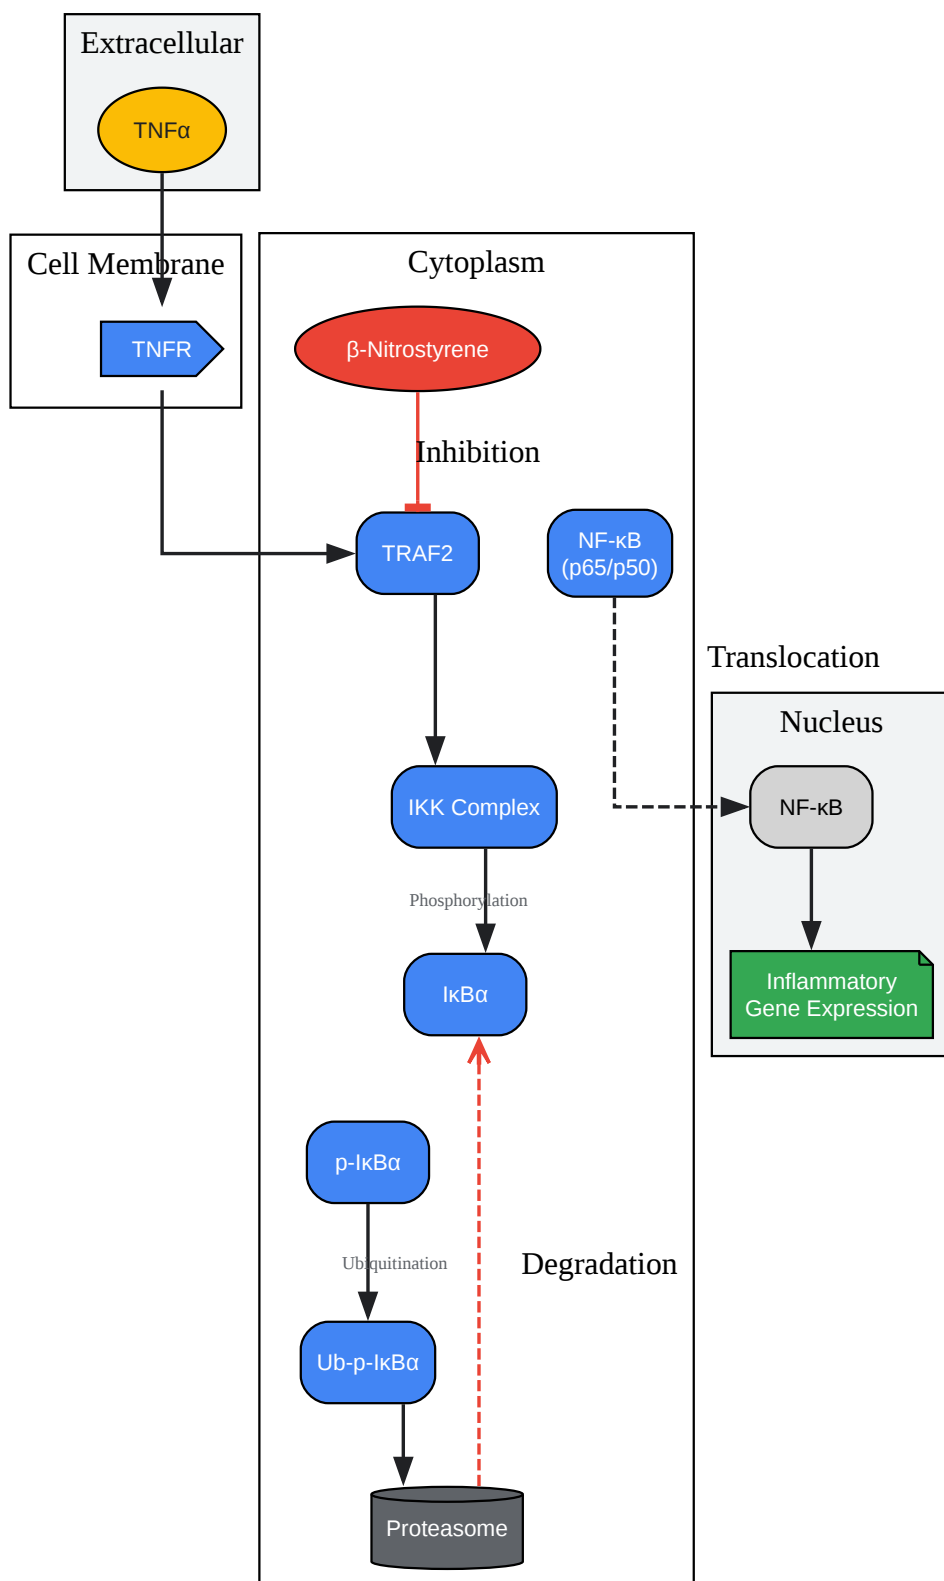 Extracellular
TNFα
Cell Membrane
TNFR
Cytoplasm
β-Nitrostyrene
Inhibition
TRAF2
NF-κB
(p65/p50)
Translocation
Nucleus
IKK Complex
NF-κB
Phosphorylation
IκBα
Inflammatory
Gene Expression
p-IκBα
Ubiquitination
Degradation
Ub-p-IκBα
Proteasome